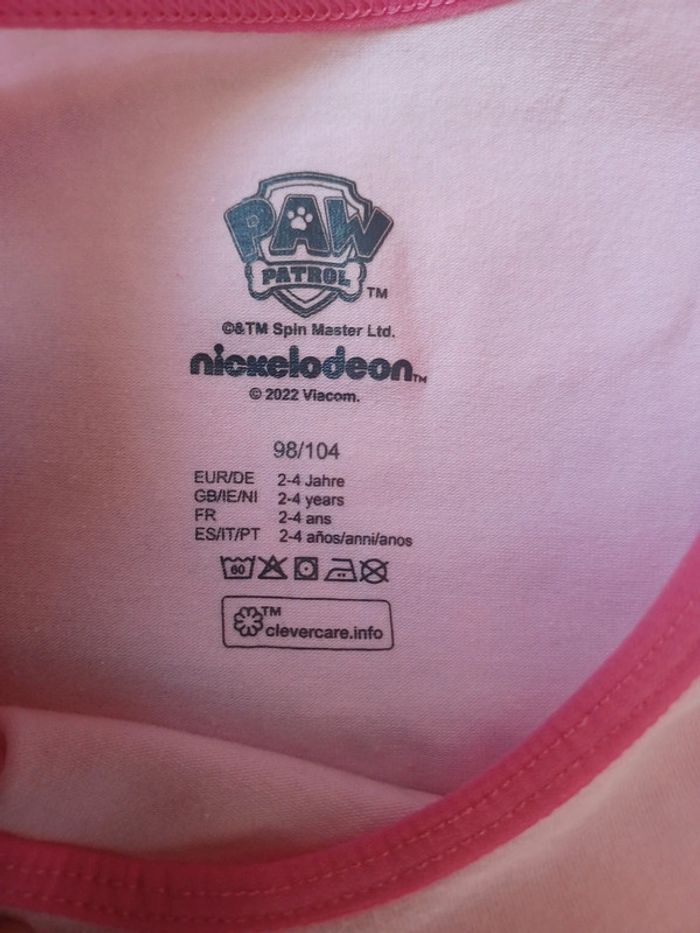 PAW
PATROL TM
©&TM Spin Master Ltd.
nickelodeon TM
© 2022 Viacom.
98/104
EUR/DE 2-4 Jahre
GB/IE/NI 2-4 years
FR 2-4 ans
ES/IT/PT 2-4 años/anni/anos
60
TM
clevercare.info